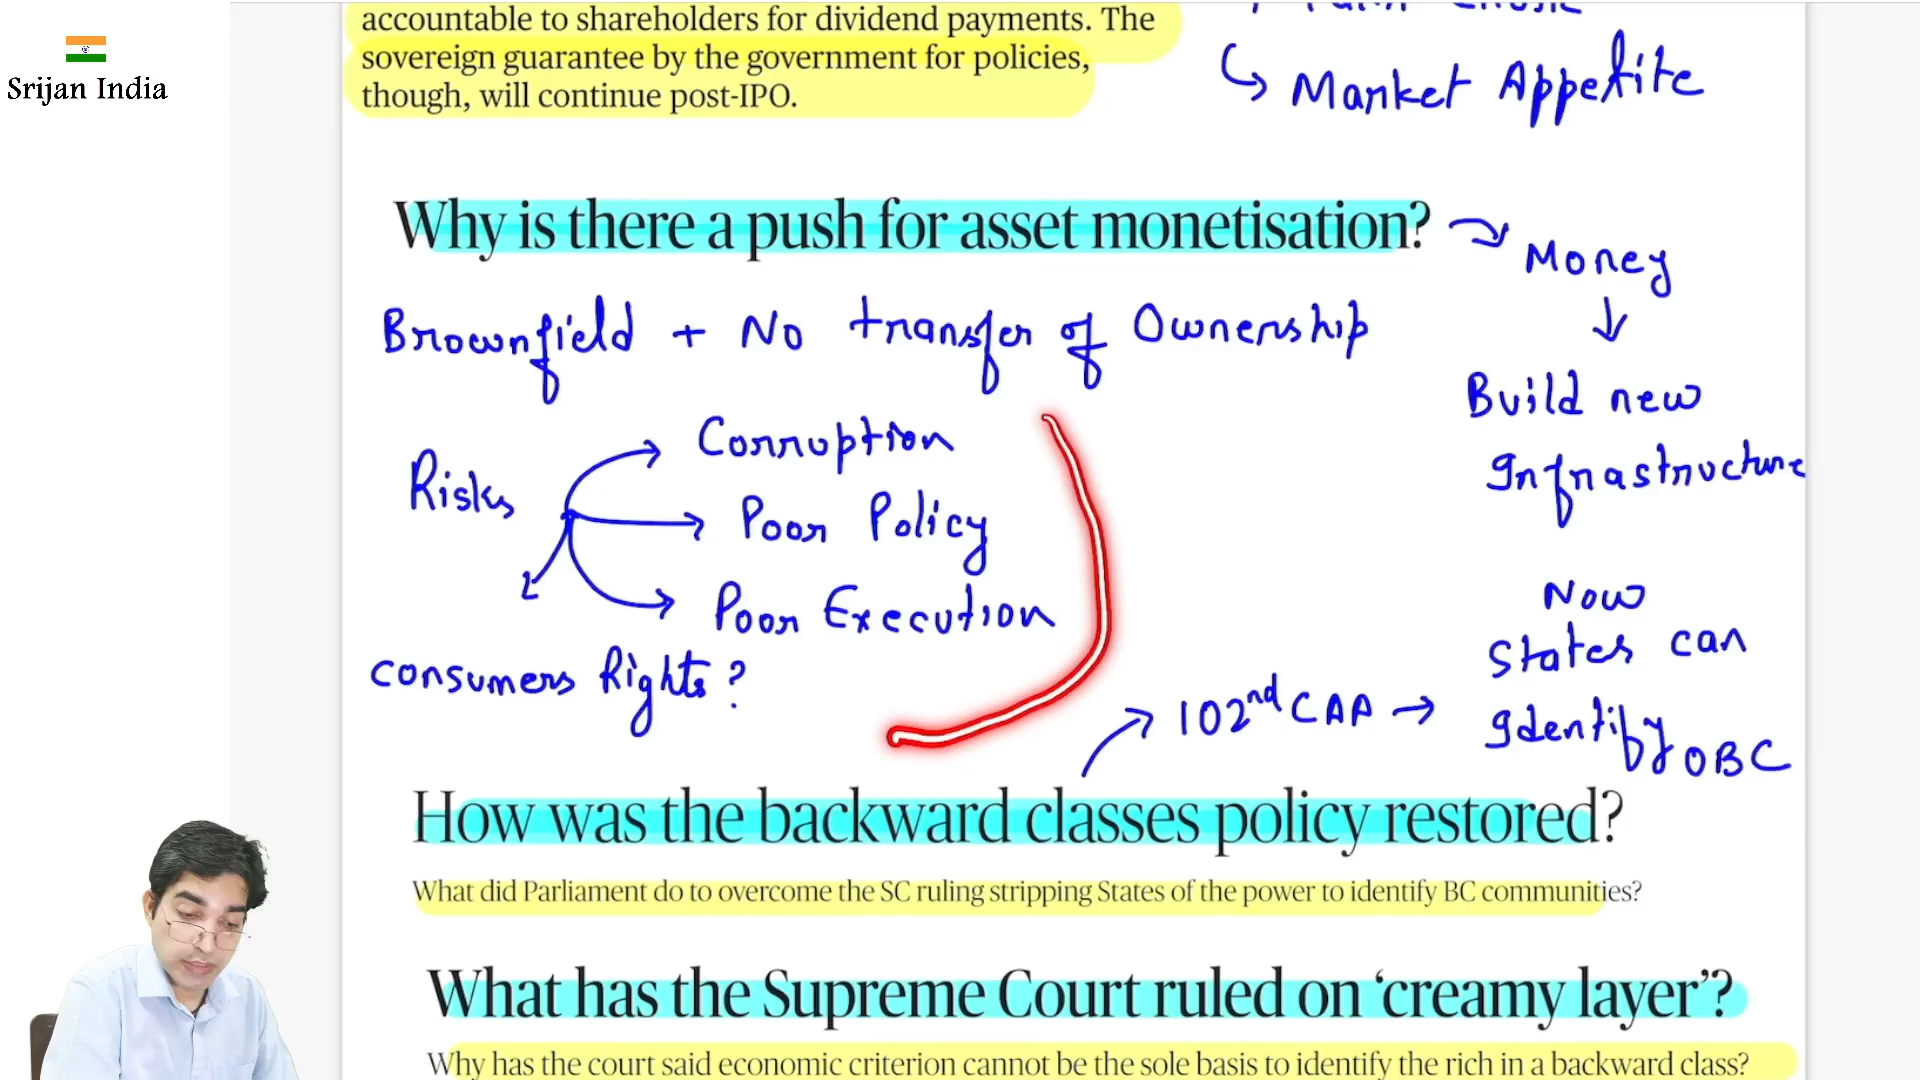 accountable to shareholders for dividend payments. The
sovereign guarantee by the government for policies,
though, will continue post-IPO.
Market Appetite
Srijan India
Why is there a push for asset monetisation?
Money
Build new
Infrastructure
Brownfield + No transfer of Ownership
Risks
Corruption
Poor Policy
Poor Execution
consumers Rights?
102nd CAA →
Now
States can
Identify
OBC
How was the backward classes policy restored?
What did Parliament do to overcome the SC ruling stripping States of the power to identify BC communities?
What has the Supreme Court ruled on ‘creamy layer’?
Why has the court said economic criterion cannot be the sole basis to identify the rich in a backward class?